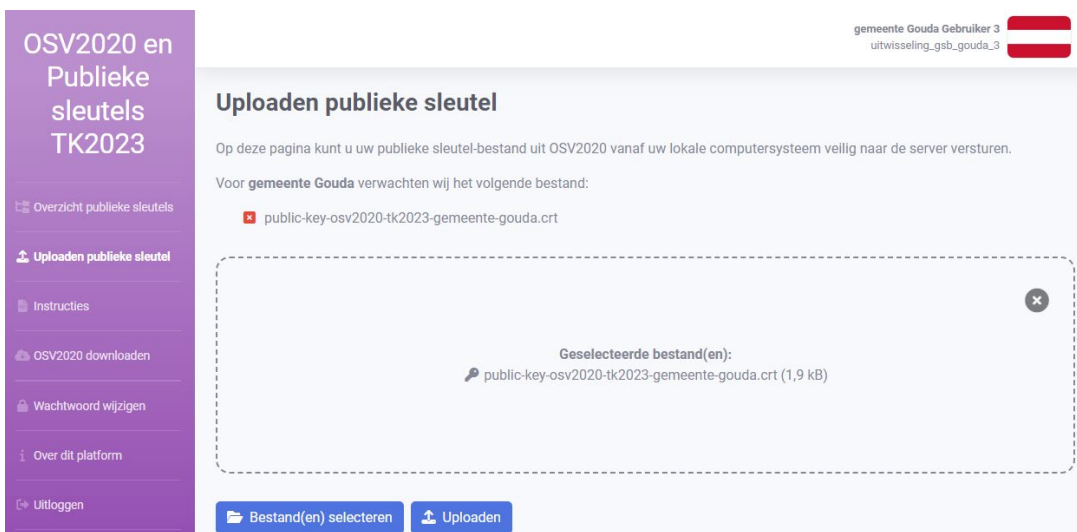 OSV2020 en
Publieke
sleutels
TK2023
Overzicht publieke sleutels
Uploaden publieke sleutel
Instructies
OSV2020 downloaden
Wachtwoord wijzigen
Over dit platform
Uitloggen
gemeente Gouda Gebruiker 3
uitwisseling_gsb_gouda_3
Uploaden publieke sleutel
Op deze pagina kunt u uw publieke sleutel-bestand uit OSV2020 vanaf uw lokale computersysteem veilig naar de server versturen.
Voor gemeente Gouda verwachten wij het volgende bestand:
public-key-osv2020-tk2023-gemeente-gouda.crt
Geselecteerde bestand(en):
public-key-osv2020-tk2023-gemeente-gouda.crt (1,9 kB)
Bestand(en) selecteren
Uploaden